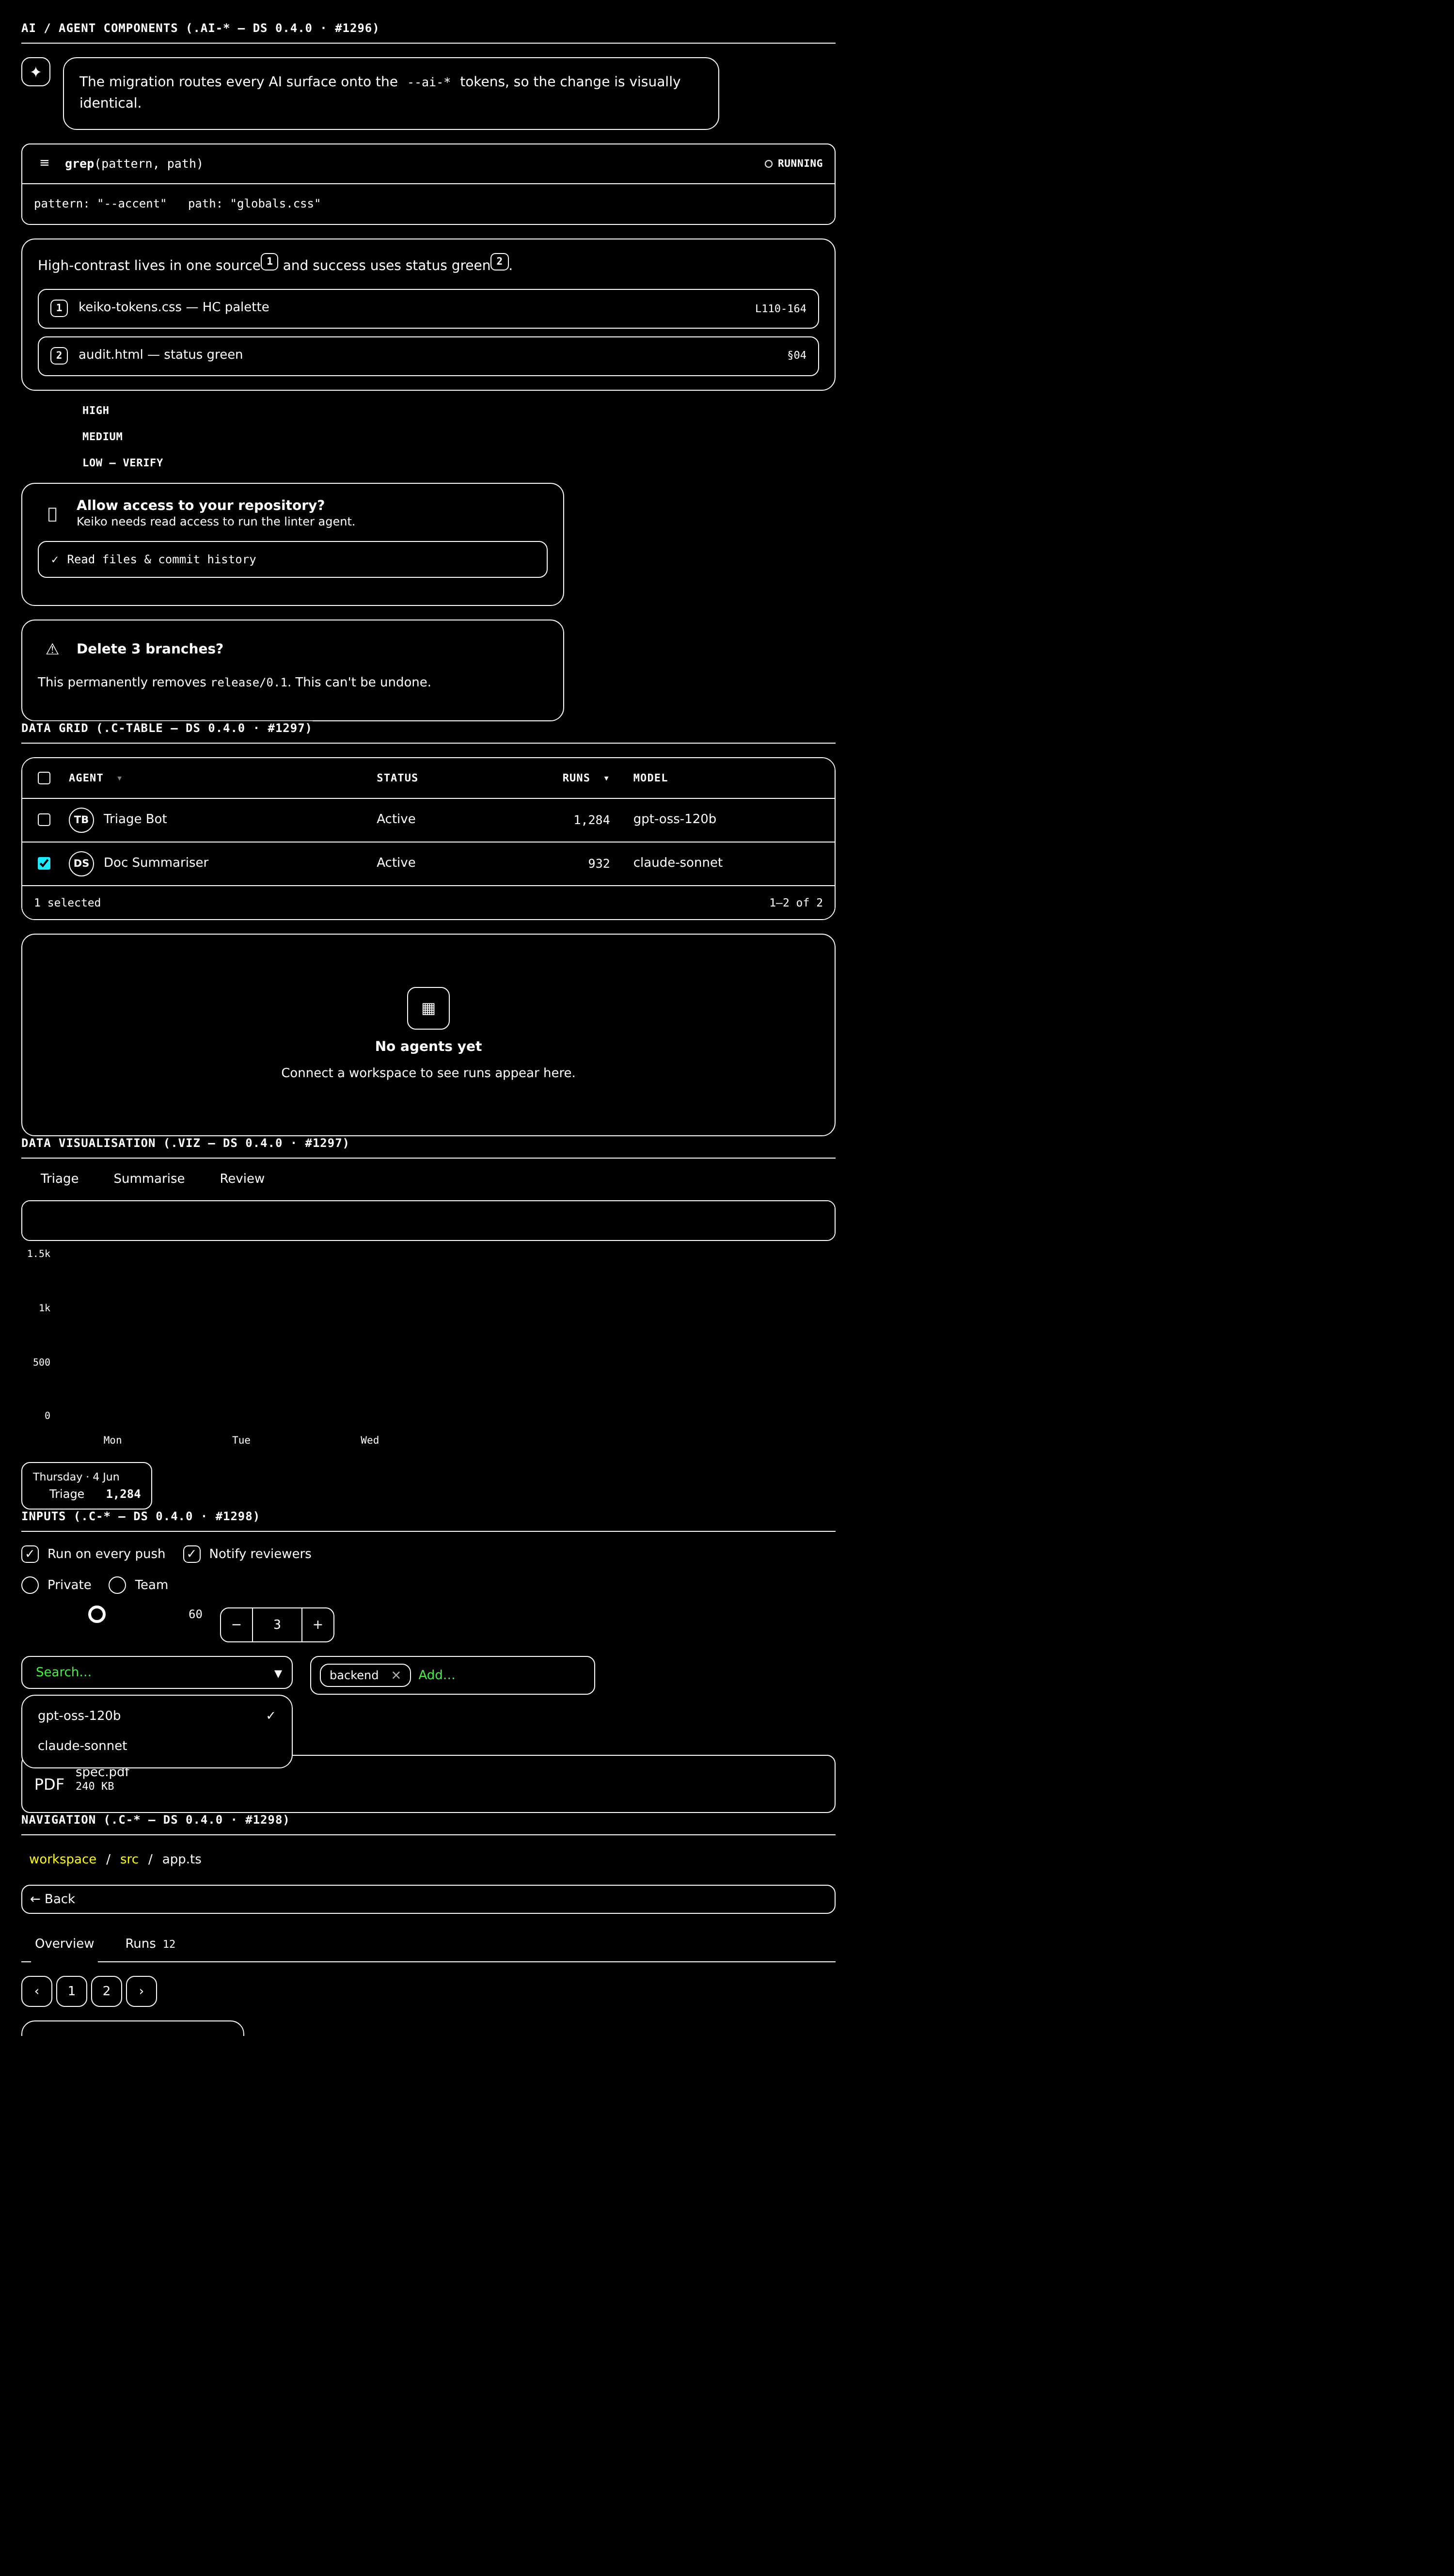 AI / AGENT COMPONENTS (.AI-* — DS 0.4.0 · #1296)
✦
The migration routes every AI surface onto the --ai-* tokens, so the change is visually
identical.
≡ grep(pattern, path) ○ RUNNING
pattern: "--accent" path: "globals.css"
High-contrast lives in one source 1 and success uses status green 2.
1 keiko-tokens.css — HC palette L110-164
2 audit.html — status green §04
HIGH
MEDIUM
LOW — VERIFY
Allow access to your repository?
Keiko needs read access to run the linter agent.
✓ Read files & commit history
⚠ Delete 3 branches?
This permanently removes release/0.1. This can't be undone.
DATA GRID (.C-TABLE — DS 0.4.0 · #1297)
AGENT ▾ STATUS RUNS ▾ MODEL
TB Triage Bot Active 1,284 gpt-oss-120b
DS Doc Summariser Active 932 claude-sonnet
1 selected 1–2 of 2
▦
No agents yet
Connect a workspace to see runs appear here.
DATA VISUALISATION (.VIZ — DS 0.4.0 · #1297)
Triage Summarise Review
1.5k
1k
500
0
Mon Tue Wed
Thursday · 4 Jun
Triage 1,284
INPUTS (.C-* — DS 0.4.0 · #1298)
✓ Run on every push ✓ Notify reviewers
Private Team
60 − 3 +
Search… ▼ backend × Add…
gpt-oss-120b ✓
claude-sonnet
spec.pdf
PDF 240 KB
NAVIGATION (.C-* — DS 0.4.0 · #1298)
workspace / src / app.ts
← Back
Overview Runs 12
‹ 1 2 ›